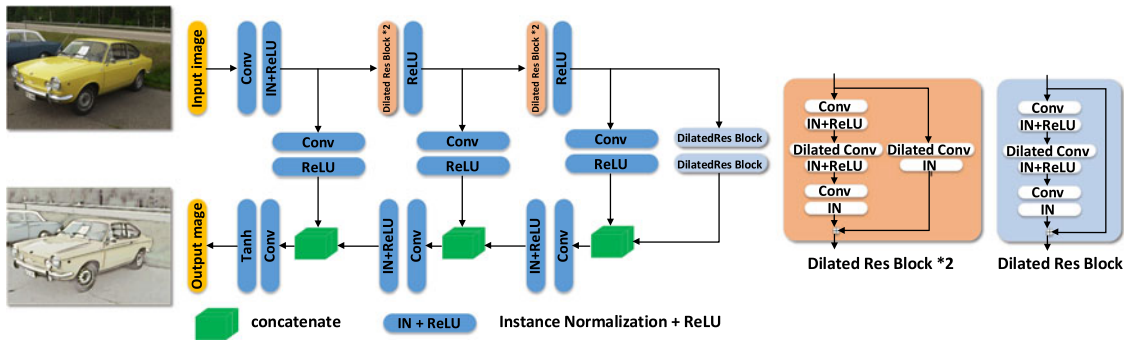 Input image
Conv
IN+ReLU
Dilated Res Block *2
ReLU
Dilated Res Block *2
ReLU
Conv
ReLU
Conv
ReLU
Conv
ReLU
DilatedRes Block
DilatedRes Block
Output image
Tanh
Conv
IN+ReLU
Conv
IN+ReLU
Conv
concatenate
IN + ReLU
Instance Normalization + ReLU
Conv
IN+ReLU
Dilated Conv
IN+ReLU
Conv
IN
Dilated Conv
IN
+
Dilated Res Block *2
Conv
IN+ReLU
Dilated Conv
IN+ReLU
Conv
IN
+
Dilated Res Block